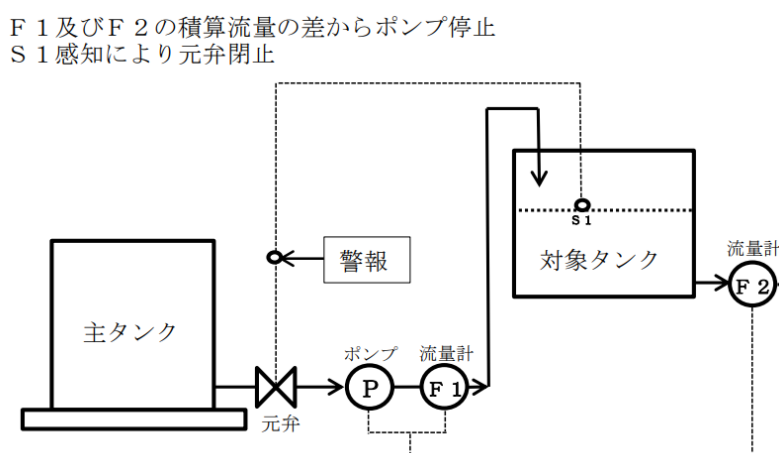 F1及びF2の積算流量の差からポンプ停止
S1感知により元弁閉止
S1
警報
対象タンク
流量計
F2
主タンク
ポンプ
流量計
P
F1
元弁